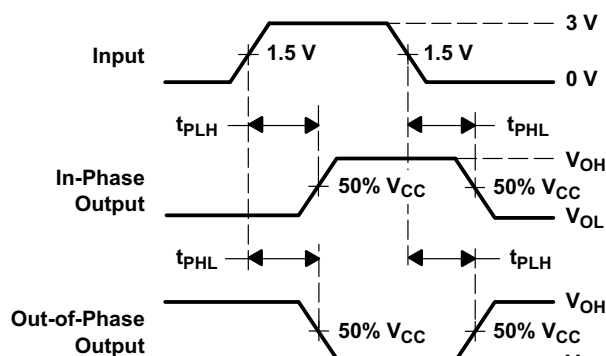 3 V
Input
1.5 V
1.5 V
0 V
tPLH
tPHL
VOH
In-Phase
Output
50% VCC
50% VCC
VOL
tPHL
tPLH
VOH
Out-of-Phase
Output
50% VCC
50% VCC